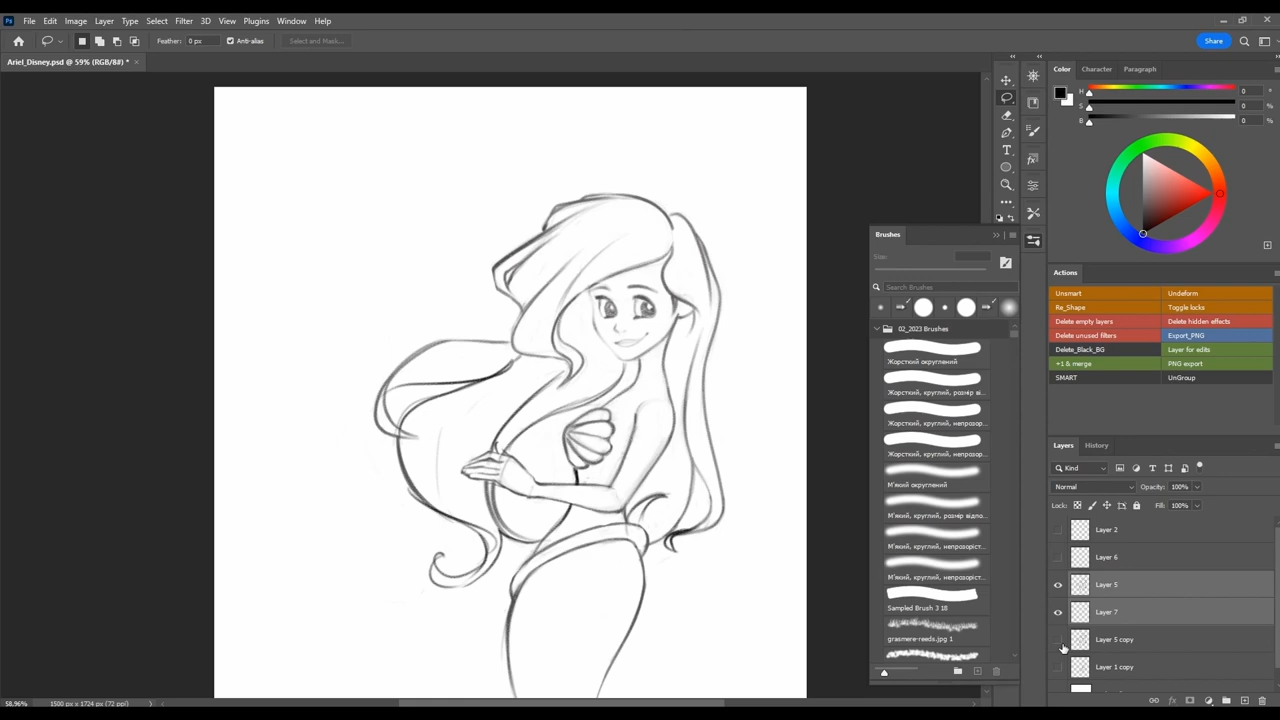 Ps File Edit Image Layer Type Select Filter 3D View Plugins Window Help
Feather: 0 px Anti-alias Select and Mask... Share
Ariel_Disney.psd @ 59% (RGB/8#) * ×
Color Character Paragraph
H 0 °
S 0 %
B 0 %
Brushes
Size:
Search Brushes
02_2023 Brushes
Жорсткий округлений
Жорсткий, круглий, розмір ві...
Жорсткий, круглий, непрозор...
Жорсткий, круглий, непрозор...
М'який округлений
М'який, круглий, розмір відпо...
М'який, круглий, непрозоріст...
М'який, круглий, непрозоріст...
Sampled Brush 3 18
grasmere-reeds.jpg 1
Actions
Unsmart Undeform
Re_Shape Toggle locks
Delete empty layers Delete hidden effects
Delete unused filters Export_PNG
Delete_Black_BG Layer for edits
+1 & merge PNG export
SMART UnGroup
Layers History
Kind
Normal Opacity: 100%
Lock: Fill: 100%
Layer 2
Layer 6
Layer 5
Layer 7
Layer 5 copy
Layer 1 copy
58,96% 1500 px x 1724 px (72 ppi)